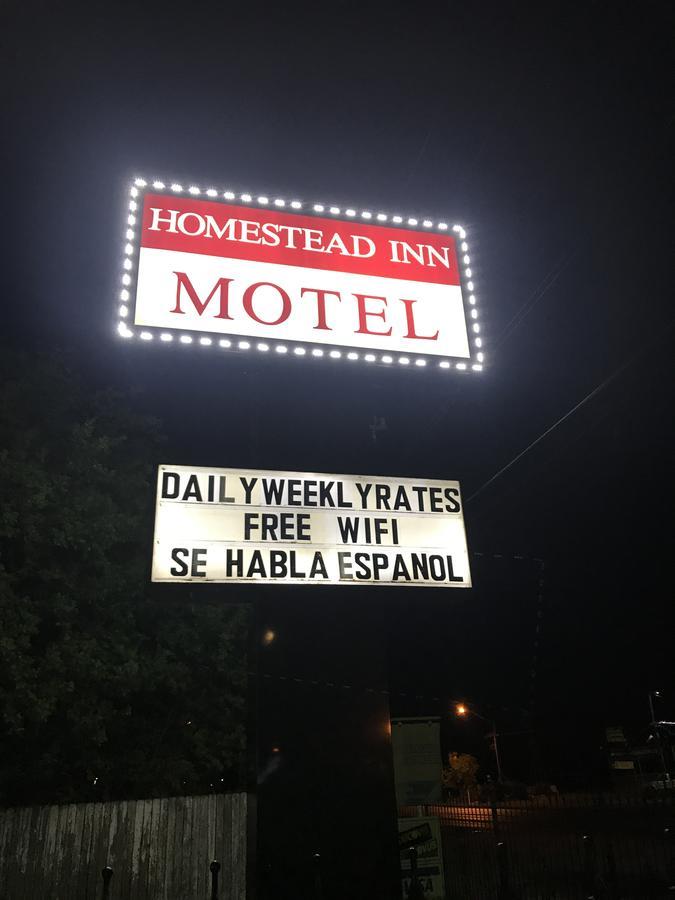 HOMESTEAD INN
MOTEL
DAILYWEEKLYRATES
FREE WIFI
SE HABLA ESPANOL